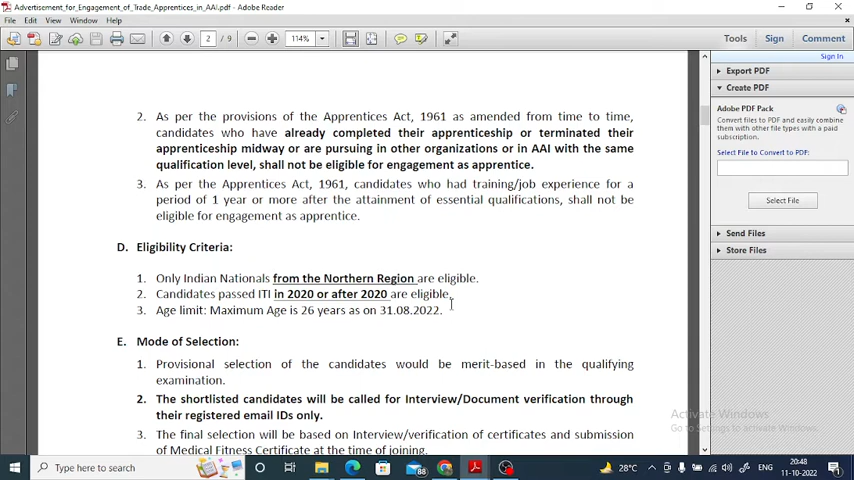 Advertisement_for_Engagement_of_Trade_Apprentices_in_AAI.pdf - Adobe Reader
File Edit View Window Help
2 / 9 114% Tools Sign Comment
Sign In
Export PDF
Create PDF
Adobe PDF Pack
Convert files to PDF and easily combine
them with other file types with a paid
subscription.
Select File to Convert to PDF:
Select File
Send Files
Store Files
2. As per the provisions of the Apprentices Act, 1961 as amended from time to time,
candidates who have already completed their apprenticeship or terminated their
apprenticeship midway or are pursuing in other organizations or in AAI with the same
qualification level, shall not be eligible for engagement as apprentice.
3. As per the Apprentices Act, 1961, candidates who had training/job experience for a
period of 1 year or more after the attainment of essential qualifications, shall not be
eligible for engagement as apprentice.
D. Eligibility Criteria:
1. Only Indian Nationals from the Northern Region are eligible.
2. Candidates passed ITI in 2020 or after 2020 are eligible.
3. Age limit: Maximum Age is 26 years as on 31.08.2022.
E. Mode of Selection:
1. Provisional selection of the candidates would be merit-based in the qualifying
examination.
2. The shortlisted candidates will be called for Interview/Document verification through
their registered email IDs only.
3. The final selection will be based on Interview/verification of certificates and submission
of Medical Fitness Certificate at the time of joining.
Activate Windows
Go to Settings to activate Windows.
Type here to search
88
28°C
ENG
20:48
11-10-2022
1